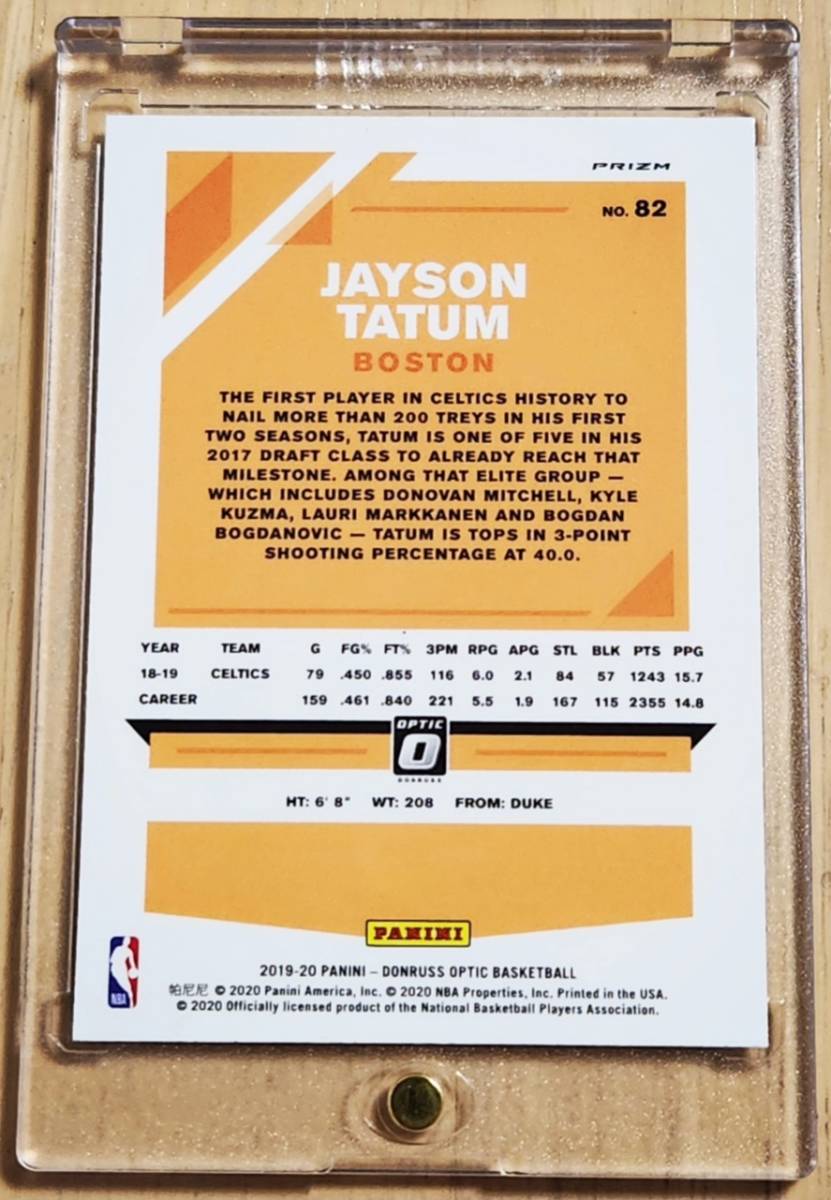 PRIZM
NO. 82
JAYSON
TATUM
BOSTON
THE FIRST PLAYER IN CELTICS HISTORY TO
NAIL MORE THAN 200 TREYS IN HIS FIRST
TWO SEASONS, TATUM IS ONE OF FIVE IN HIS
2017 DRAFT CLASS TO ALREADY REACH THAT
MILESTONE. AMONG THAT ELITE GROUP —
WHICH INCLUDES DONOVAN MITCHELL, KYLE
KUZMA, LAURI MARKKANEN AND BOGDAN
BOGDANOVIC — TATUM IS TOPS IN 3-POINT
SHOOTING PERCENTAGE AT 40.0.
YEAR TEAM G FG% FT% 3PM RPG APG STL BLK PTS PPG
18-19 CELTICS 79 .450 .855 116 6.0 2.1 84 57 1243 15.7
CAREER 159 .461 .840 221 5.5 1.9 167 115 2355 14.8
OPTIC
O
DONRUSS
HT: 6' 8" WT: 208 FROM: DUKE
PANINI
NBA
2019-20 PANINI – DONRUSS OPTIC BASKETBALL
帕尼尼 © 2020 Panini America, Inc. © 2020 NBA Properties, Inc. Printed in the USA.
© 2020 Officially licensed product of the National Basketball Players Association.